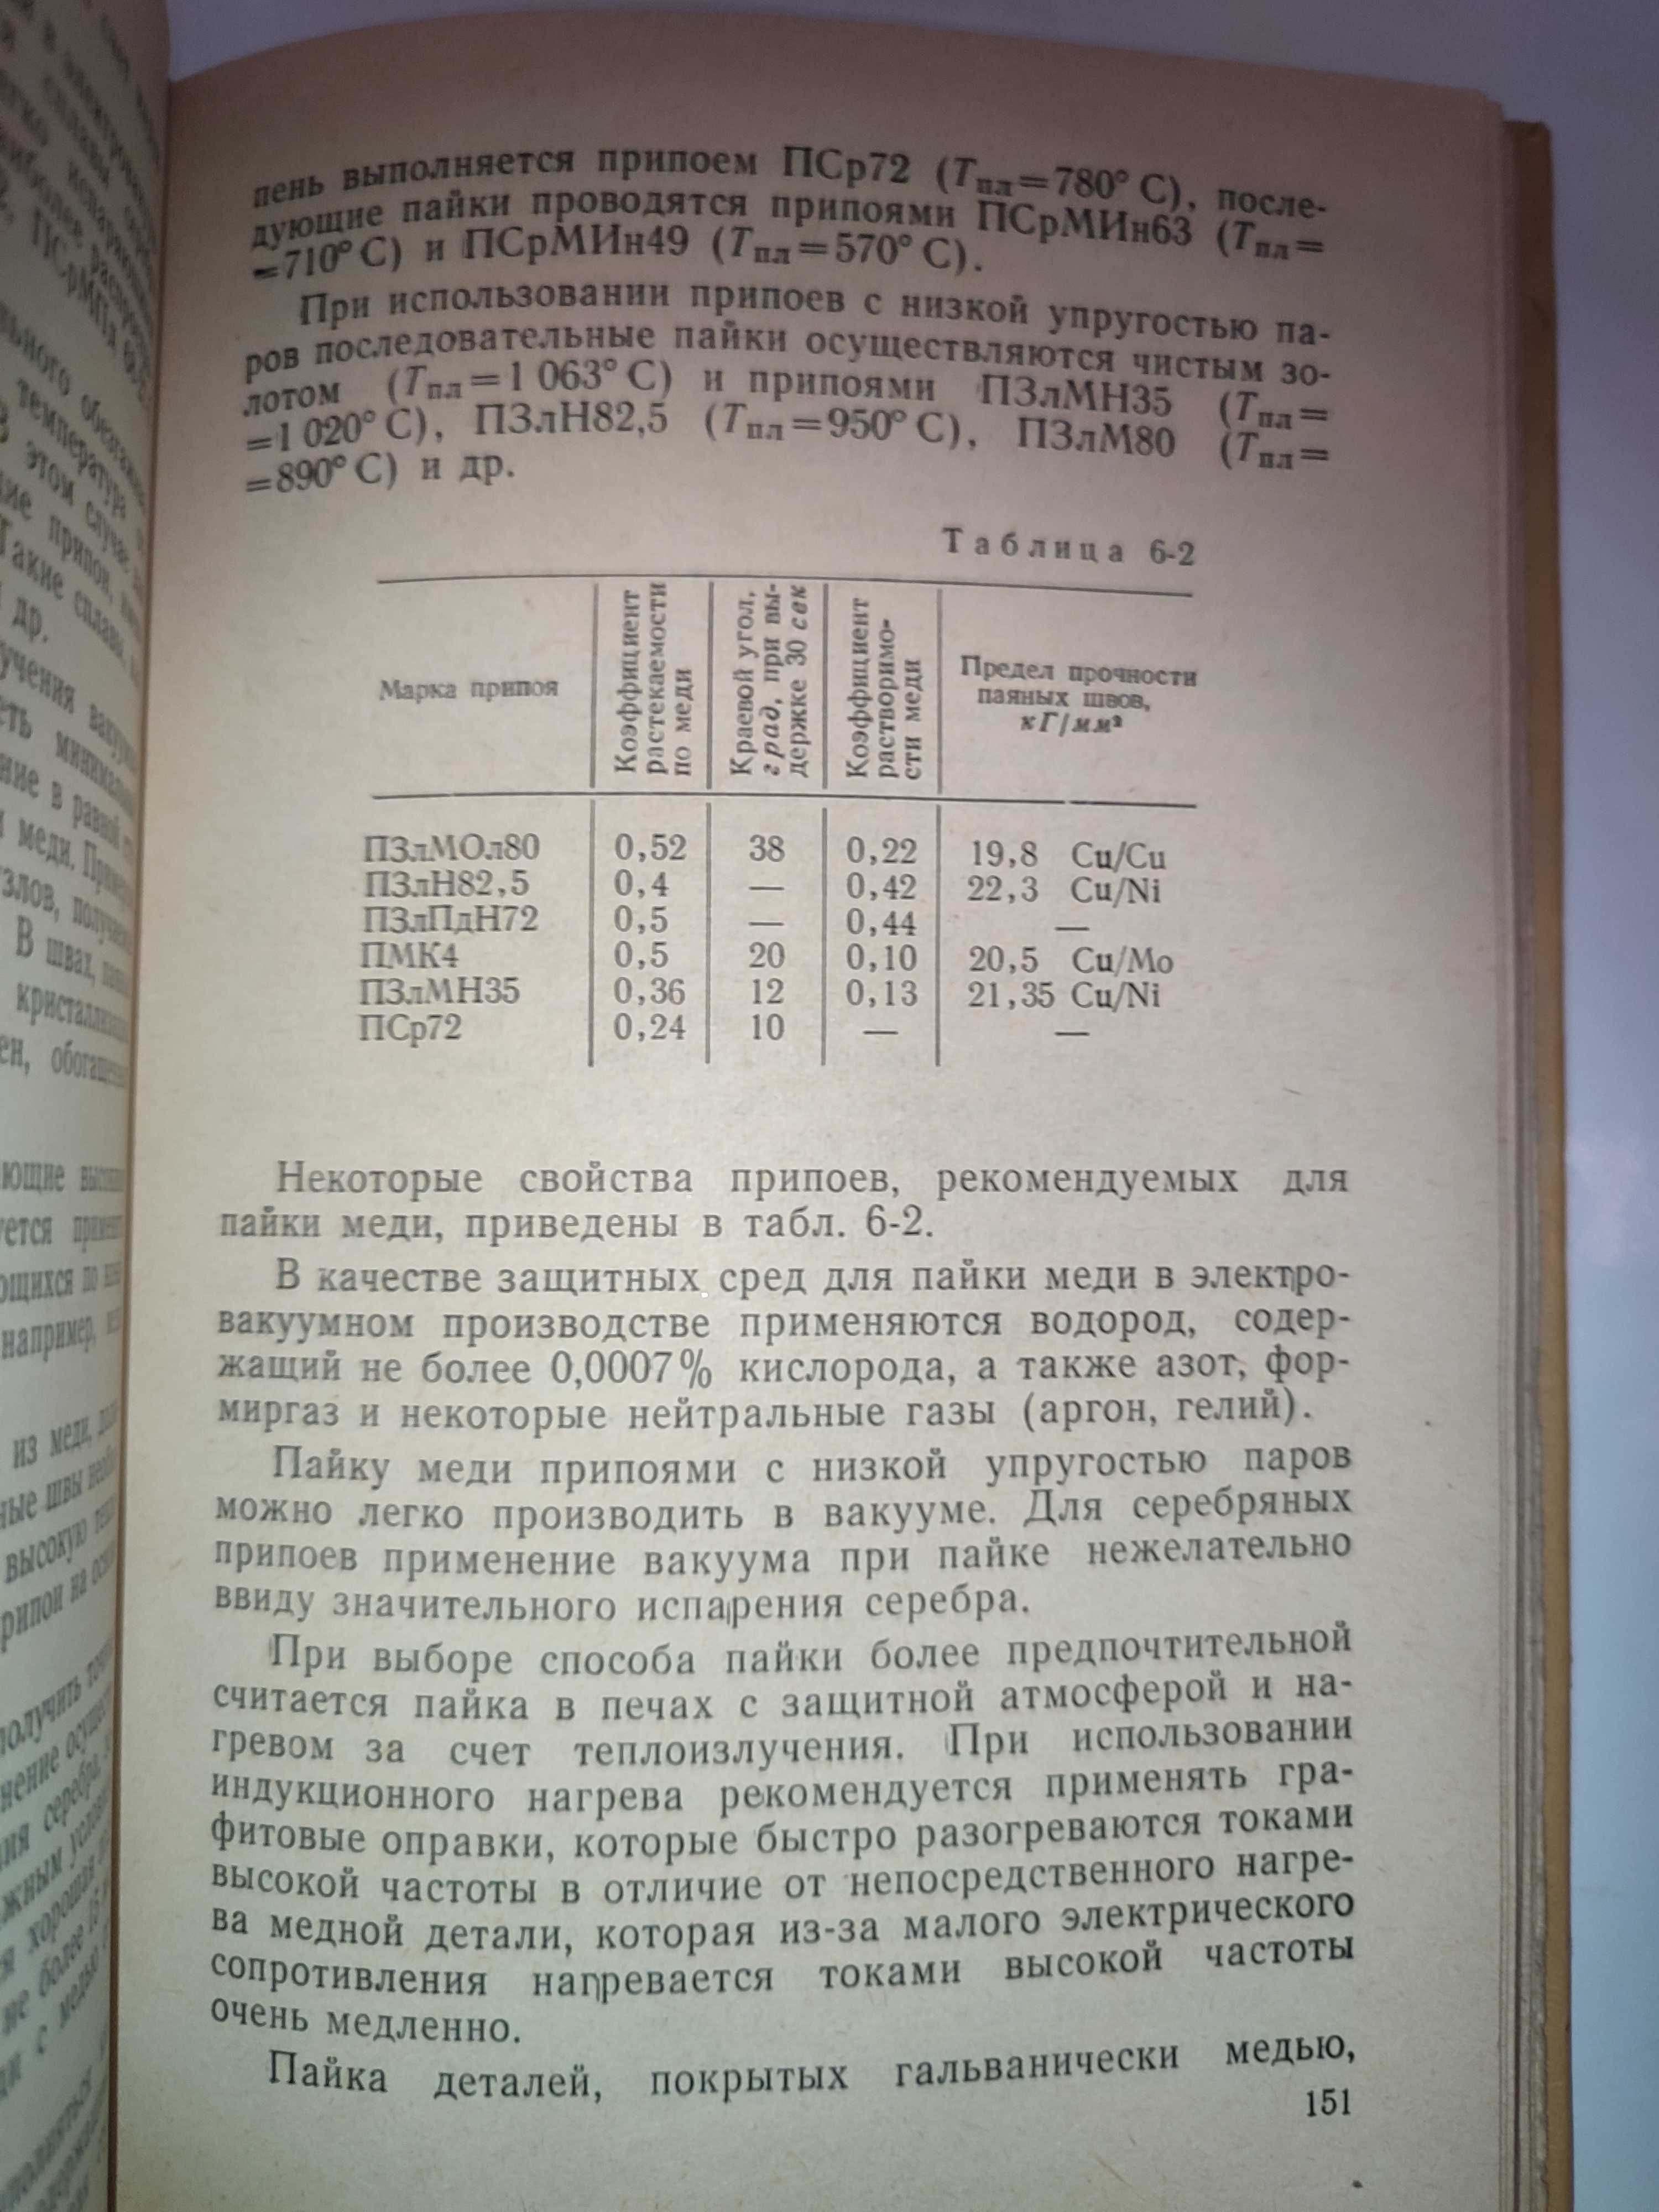 пень выполняется припоем ПСр72 (Tпл=780° С), после-
дующие пайки проводятся припоями ПСрМИн63 (Tпл=
=710° С) и ПСрМИн49 (Tпл=570° С).
При использовании припоев с низкой упругостью па-
ров последовательные пайки осуществляются чистым зо-
лотом (Tпл=1 063° С) и припоями ПЗлМН35 (Tпл=
=1 020° С), ПЗлН82,5 (Tпл=950° С), ПЗлМ80 (Tпл=
=890° С) и др.
Таблица 6-2
Марка припоя
Коэффициент
растекаемости
по меди
Краевой угол,
град, при вы-
держке 30 сек
Коэффициент
растворимо-
сти меди
Предел прочности
паяных швов,
кГ/мм²
ПЗлМОл80 0,52 38 0,22 19,8 Cu/Cu
ПЗлН82,5 0,4 — 0,42 22,3 Cu/Ni
ПЗлПдН72 0,5 — 0,44 —
ПМК4 0,5 20 0,10 20,5 Cu/Mo
ПЗлМН35 0,36 12 0,13 21,35 Cu/Ni
ПСр72 0,24 10 — —
Некоторые свойства припоев, рекомендуемых для
пайки меди, приведены в табл. 6-2.
В качестве защитных сред для пайки меди в электро-
вакуумном производстве применяются водород, содер-
жащий не более 0,0007% кислорода, а также азот, фор-
миргаз и некоторые нейтральные газы (аргон, гелий).
Пайку меди припоями с низкой упругостью паров
можно легко производить в вакууме. Для серебряных
припоев применение вакуума при пайке нежелательно
ввиду значительного испарения серебра.
При выборе способа пайки более предпочтительной
считается пайка в печах с защитной атмосферой и на-
гревом за счет теплоизлучения. При использовании
индукционного нагрева рекомендуется применять гра-
фитовые оправки, которые быстро разогреваются токами
высокой частоты в отличие от непосредственного нагре-
ва медной детали, которая из-за малого электрического
сопротивления нагревается токами высокой частоты
очень медленно.
Пайка деталей, покрытых гальванически медью,
151